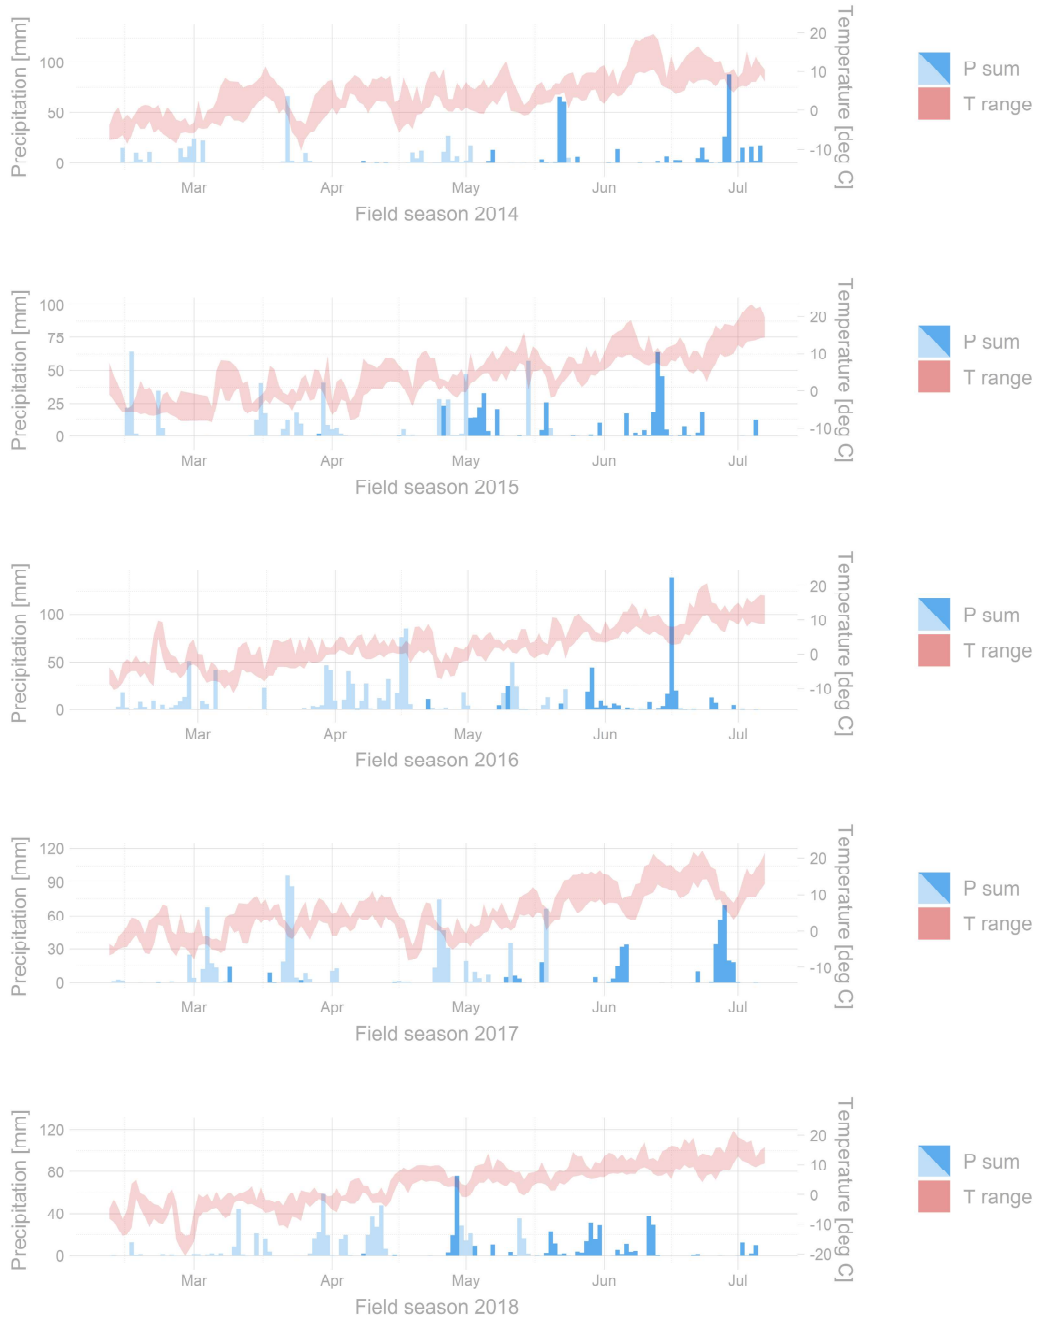 Precipitation [mm]
100
50
0
20
10
0
-10
Temperature [deg C]
Mar Apr May Jun Jul
Field season 2014
P sum
T range
Precipitation [mm]
100
75
50
25
0
20
10
0
-10
Temperature [deg C]
Mar Apr May Jun Jul
Field season 2015
P sum
T range
Precipitation [mm]
100
50
0
20
10
0
-10
Temperature [deg C]
Mar Apr May Jun Jul
Field season 2016
P sum
T range
Precipitation [mm]
120
90
60
30
0
20
10
0
-10
Temperature [deg C]
Mar Apr May Jun Jul
Field season 2017
P sum
T range
Precipitation [mm]
120
80
40
0
20
10
0
-10
-20
Temperature [deg C]
Mar Apr May Jun Jul
Field season 2018
P sum
T range